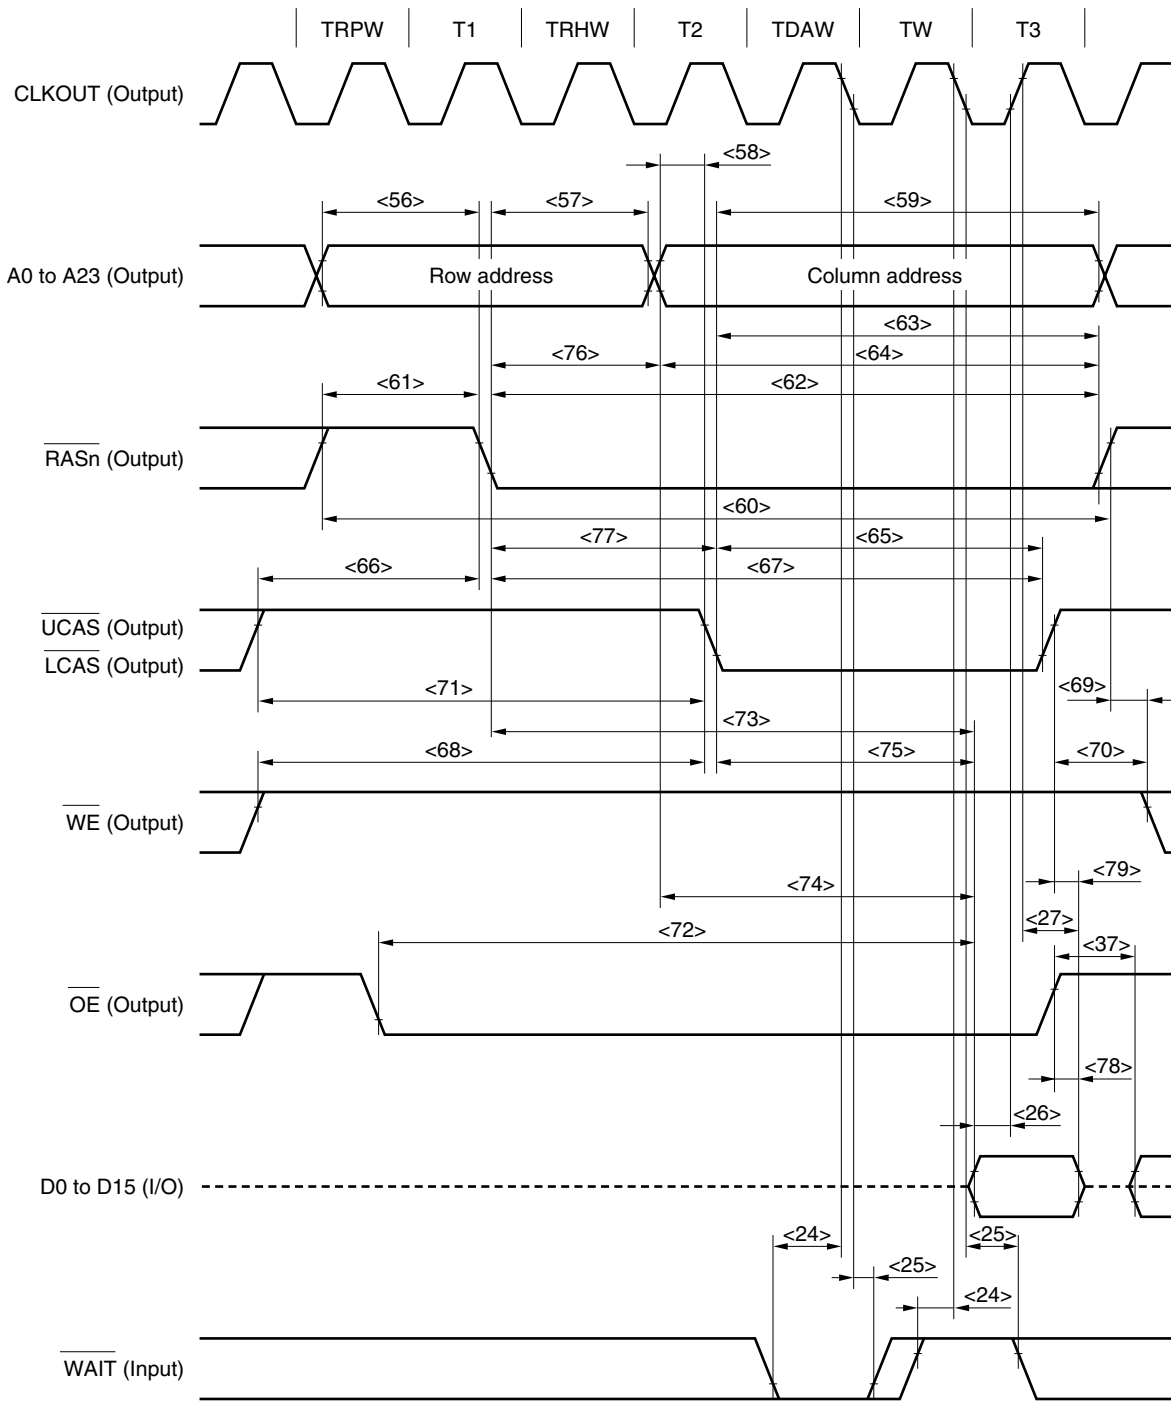 TRPW T1 TRHW T2 TDAW TW T3
CLKOUT (Output)
<58>
<56> <57> <59>
A0 to A23 (Output) Row address Column address
<63>
<76> <64>
<61> <62>
RASn (Output)
<60>
<77> <65>
<66> <67>
UCAS (Output)
LCAS (Output)
<71> <69>
<73>
<68> <75> <70>
WE (Output)
<79>
<74>
<27>
<72>
<37>
OE (Output)
<78>
<26>
D0 to D15 (I/O)
<24> <25>
<25>
<24>
WAIT (Input)